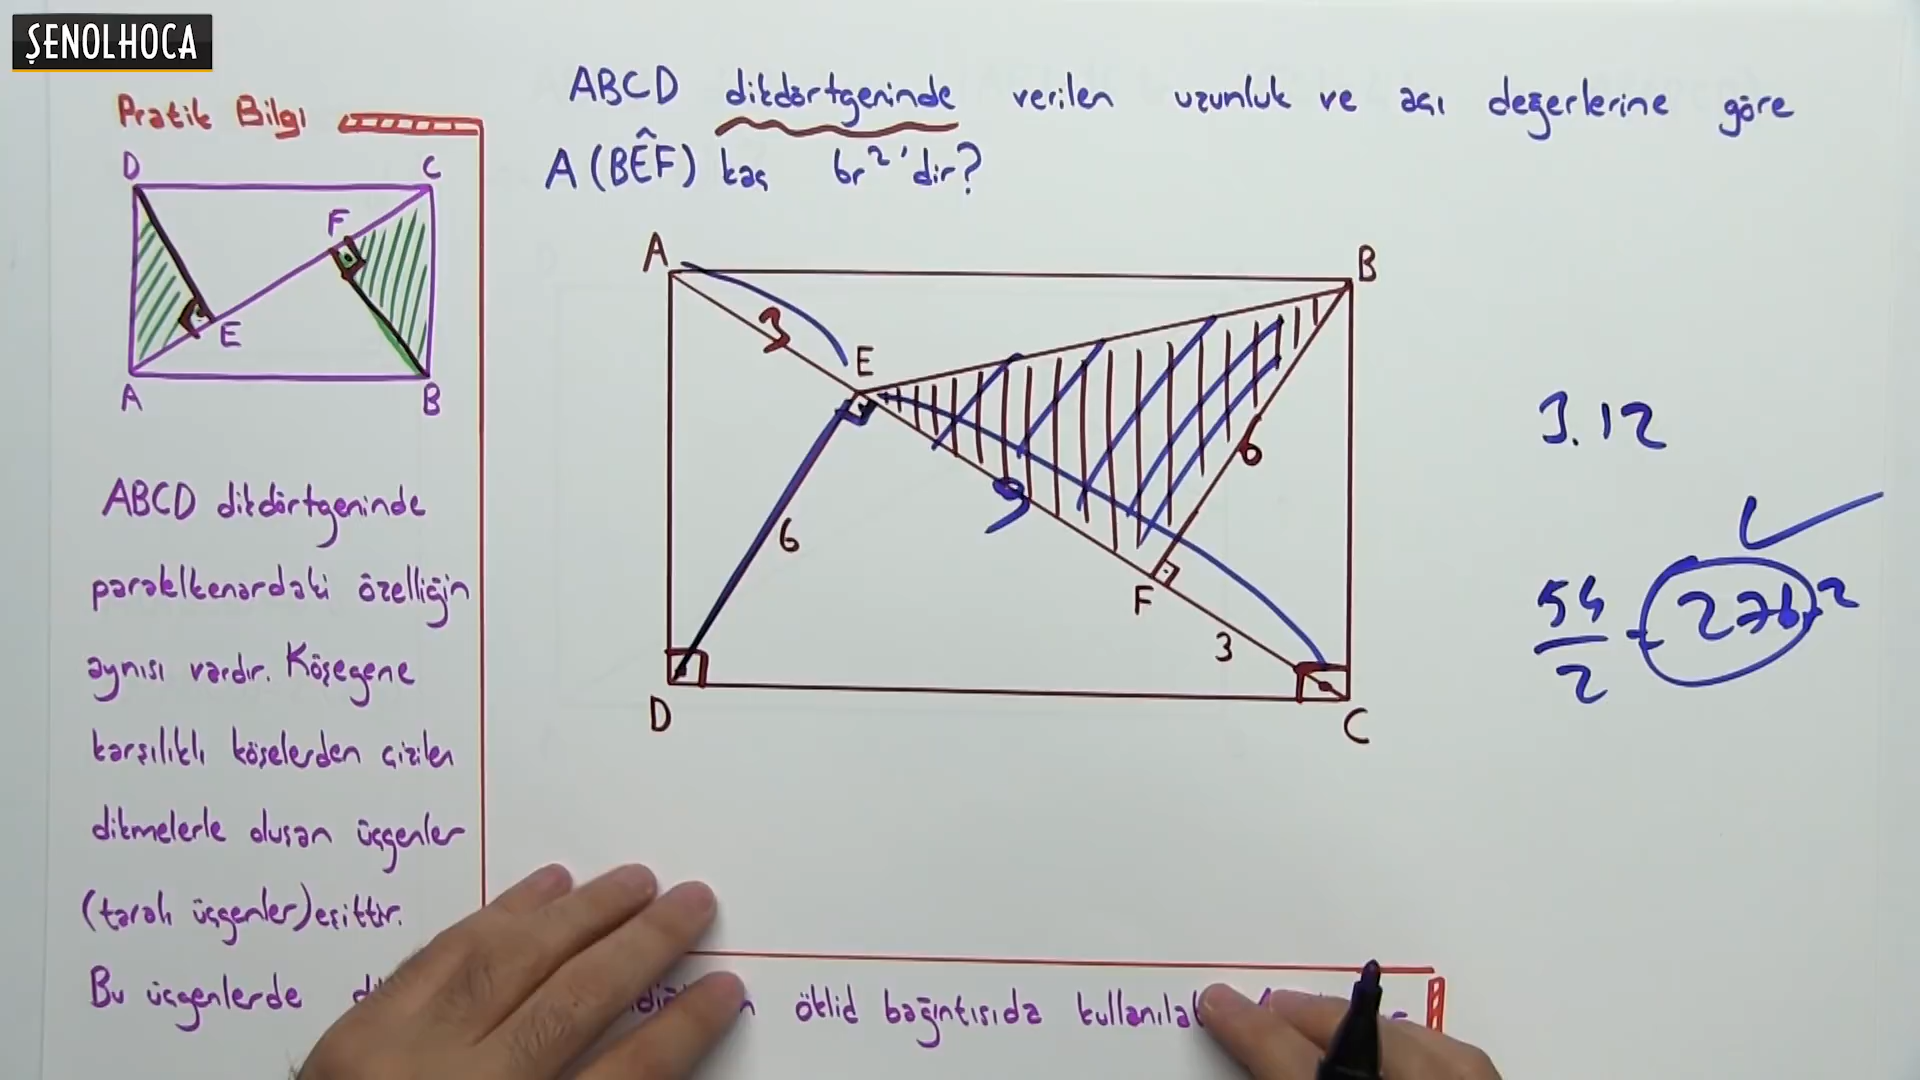 ŞENOLHOCA
Pratik Bilgi
D C
F
E
A B
ABCD dikdörtgeninde
paralelkenardaki özelliğin
aynısı vardır. Köşegene
karşılıklı köşelerden çizilen
dikmelerle oluşan üçgenler
(taralı üçgenler) eşittir.
Bu üçgenlerde
öklid bağıntısıda
ABCD dikdörtgeninde verilen uzunluk ve açı değerlerine göre
A(BEF) kaç br²'dir?
A B
3
E
6
6
9
F
3
D C
3.12
54/2 = 27br²